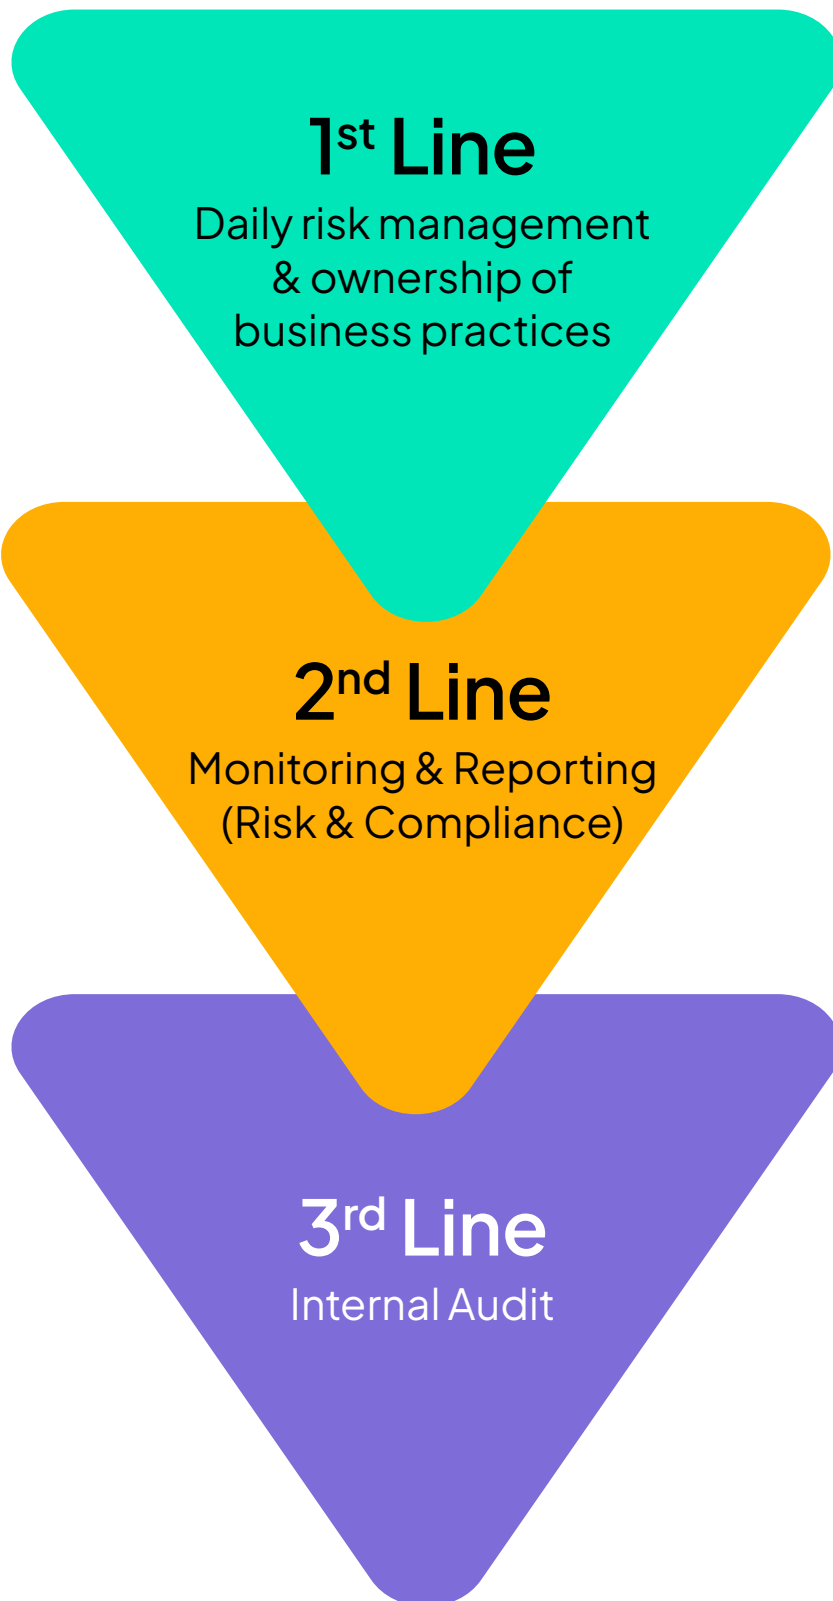 1st Line
Daily risk management
& ownership of
business practices
2nd Line
Monitoring & Reporting
(Risk & Compliance)
3rd Line
Internal Audit